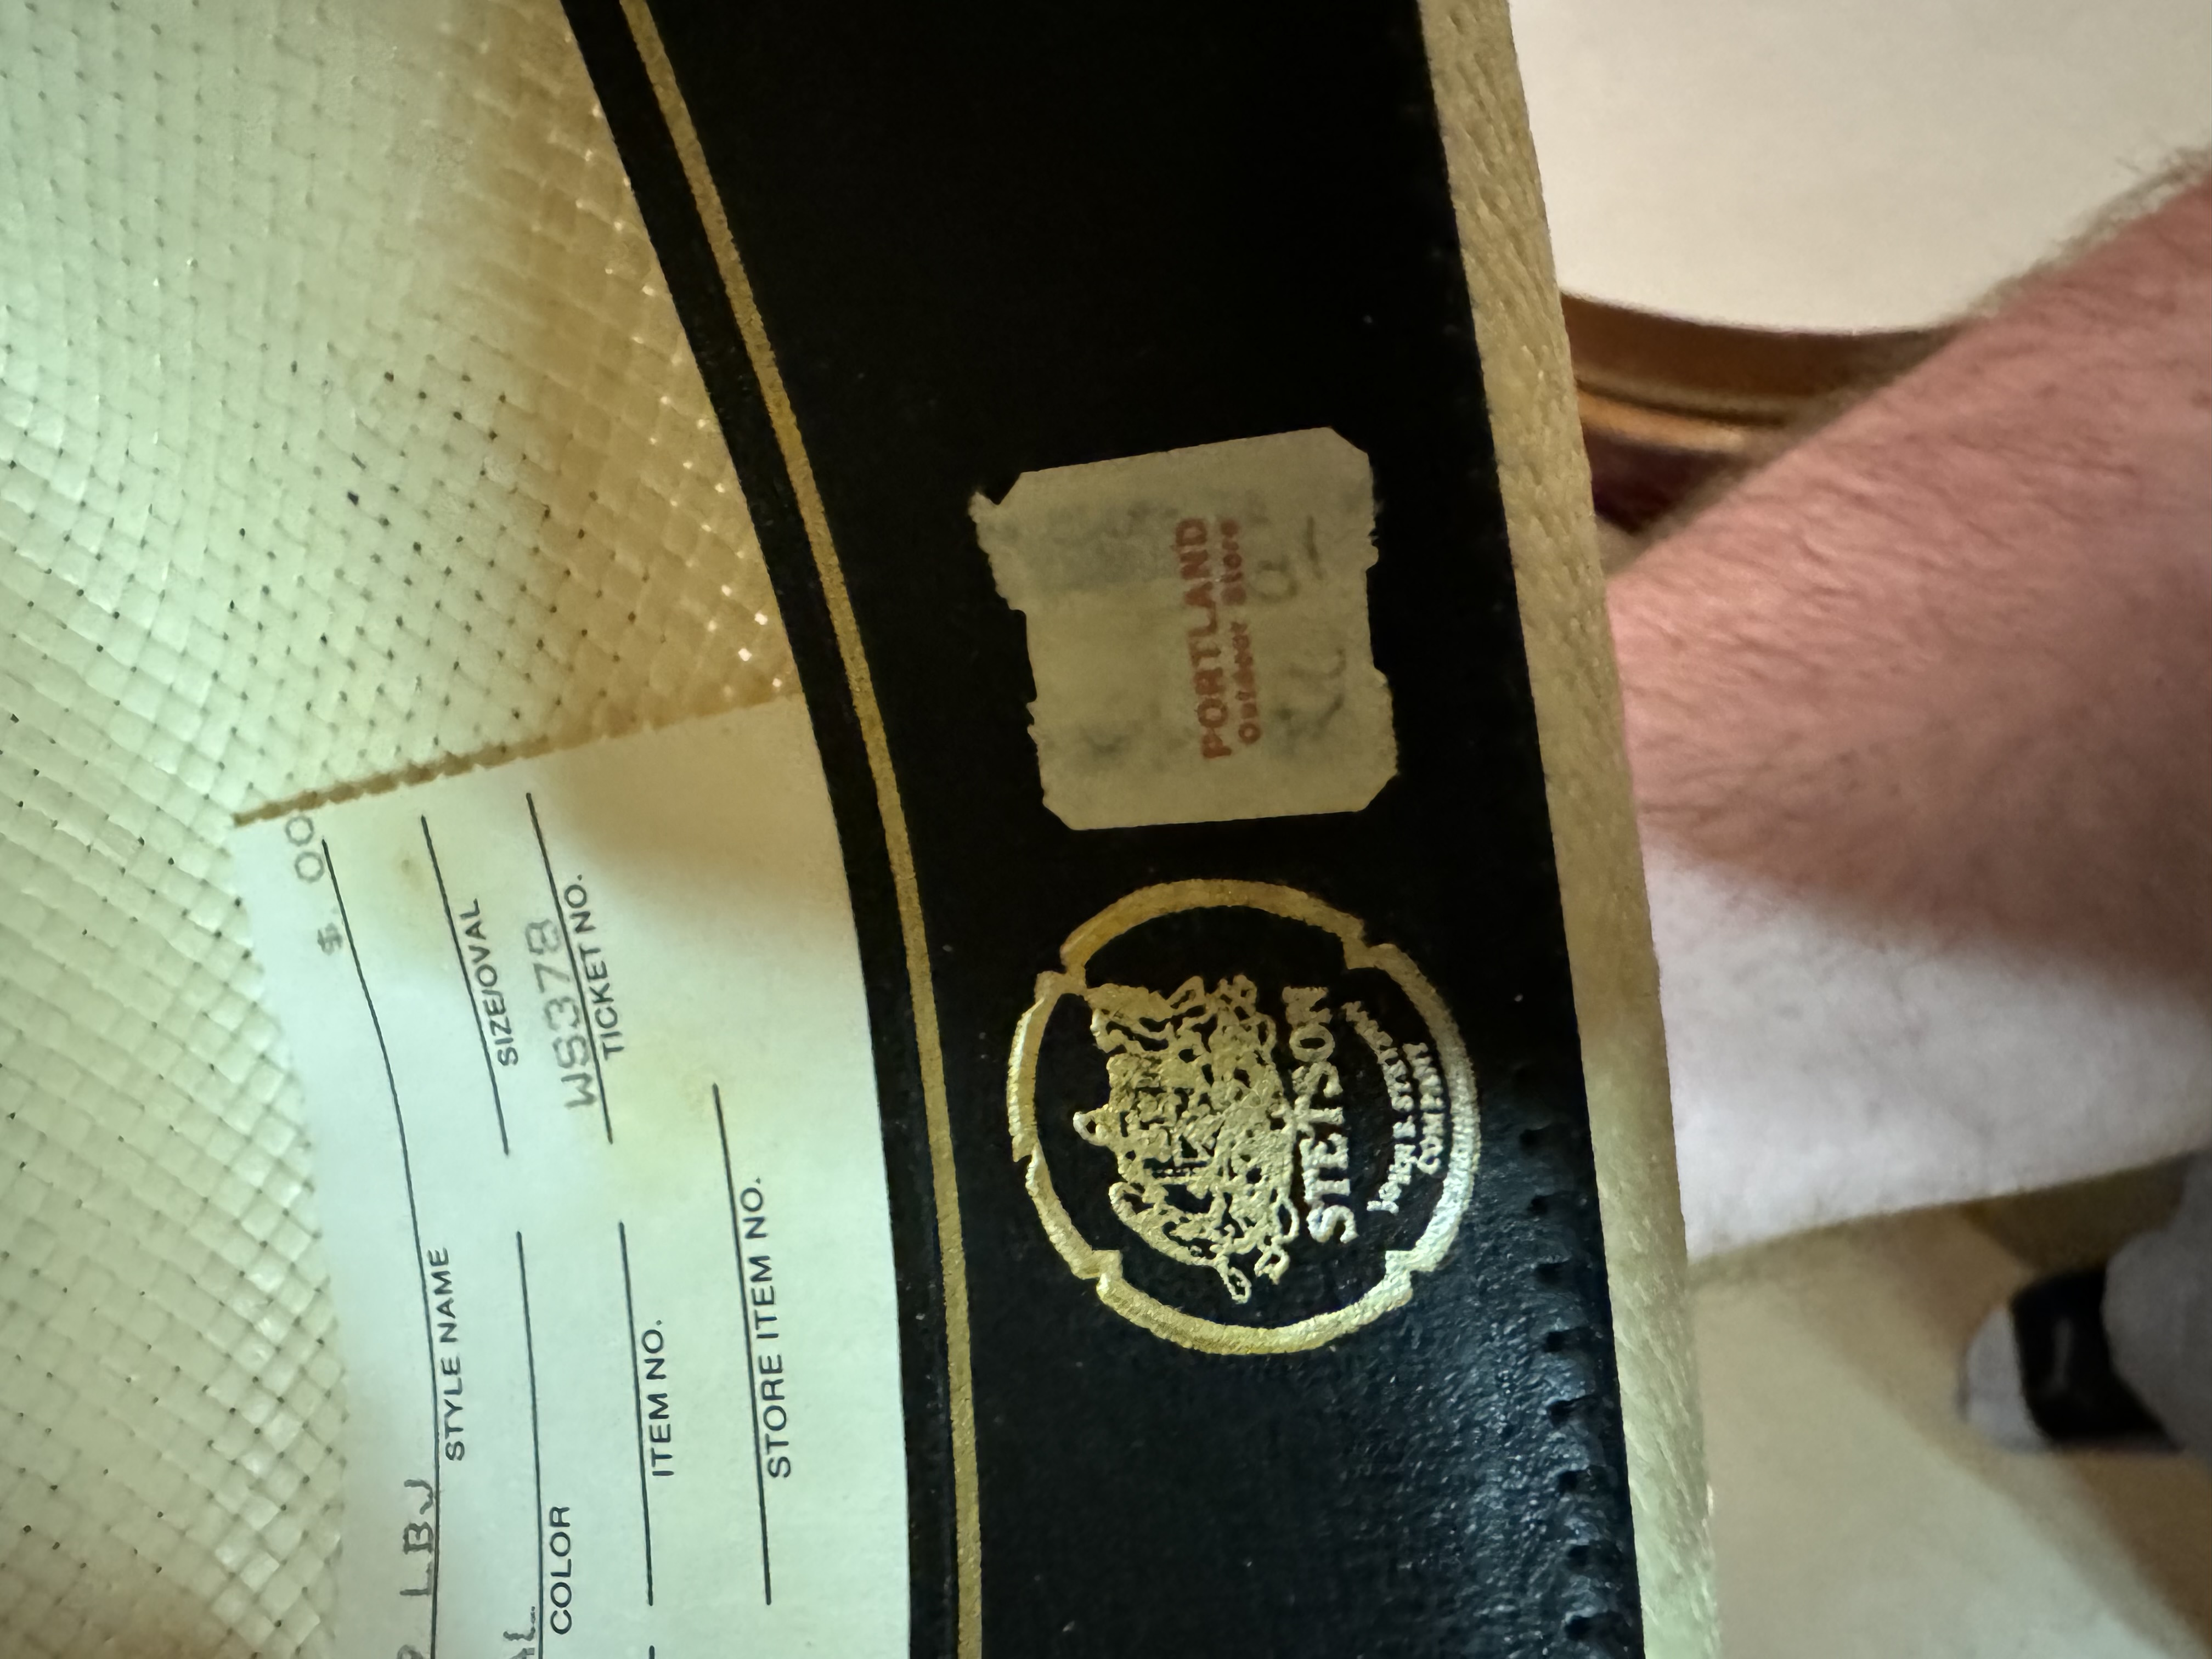 $ .00
LBJ
STYLE NAME
SIZE/OVAL
COLOR
WS378
TICKET NO.
ITEM NO.
STORE ITEM NO.
PORTLAND
Outdoor Store
STETSON
JOHN B. STETSON
COMPANY